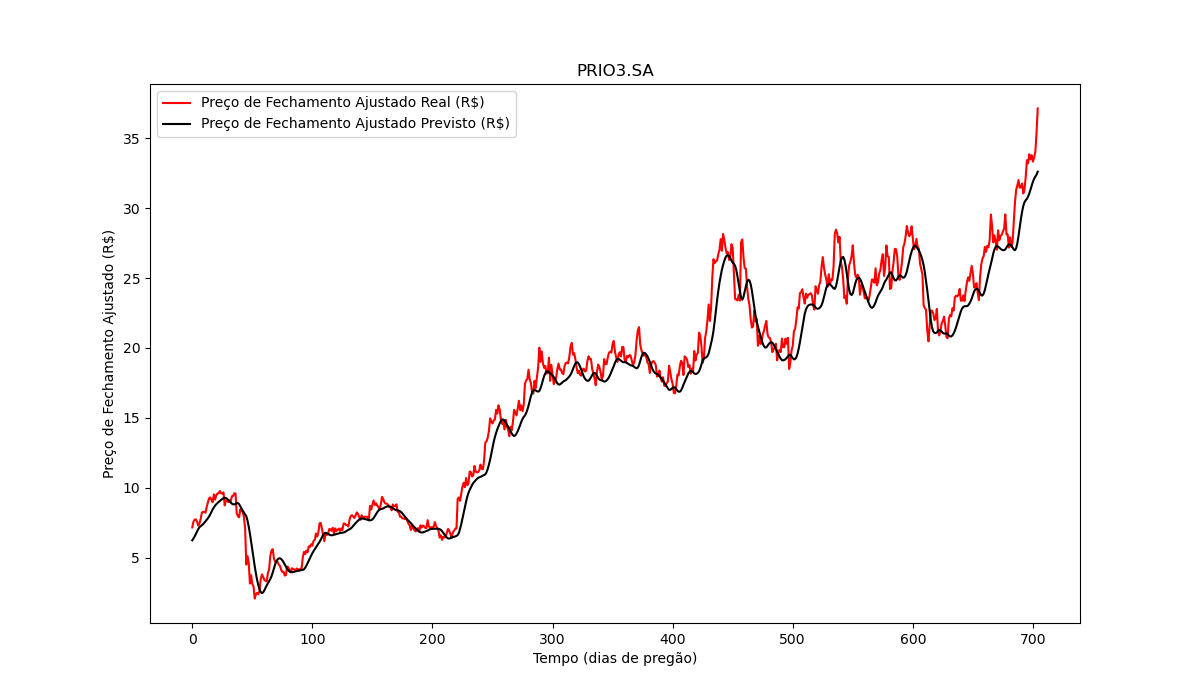 PRIO3.SA
Preço de Fechamento Ajustado Real (R$)
Preço de Fechamento Ajustado Previsto (R$)
Preço de Fechamento Ajustado (R$)
35
30
25
20
15
10
5
0 100 200 300 400 500 600 700
Tempo (dias de pregão)